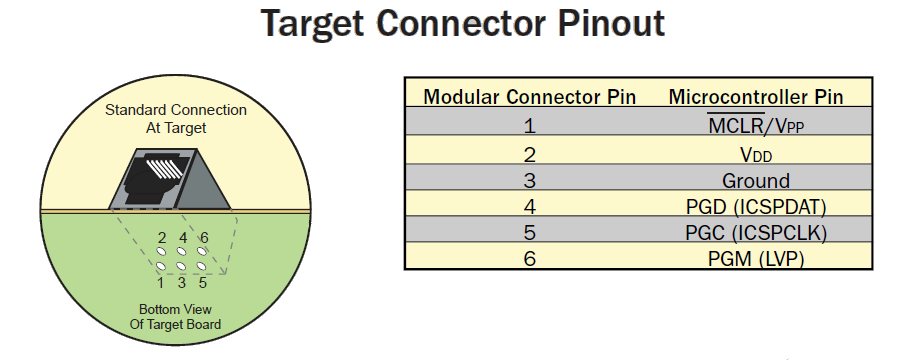 Target Connector Pinout
Standard Connection
At Target
2 4 6
1 3 5
Bottom View
Of Target Board
Modular Connector Pin Microcontroller Pin
1 MCLR/VPP
2 VDD
3 Ground
4 PGD (ICSPDAT)
5 PGC (ICSPCLK)
6 PGM (LVP)